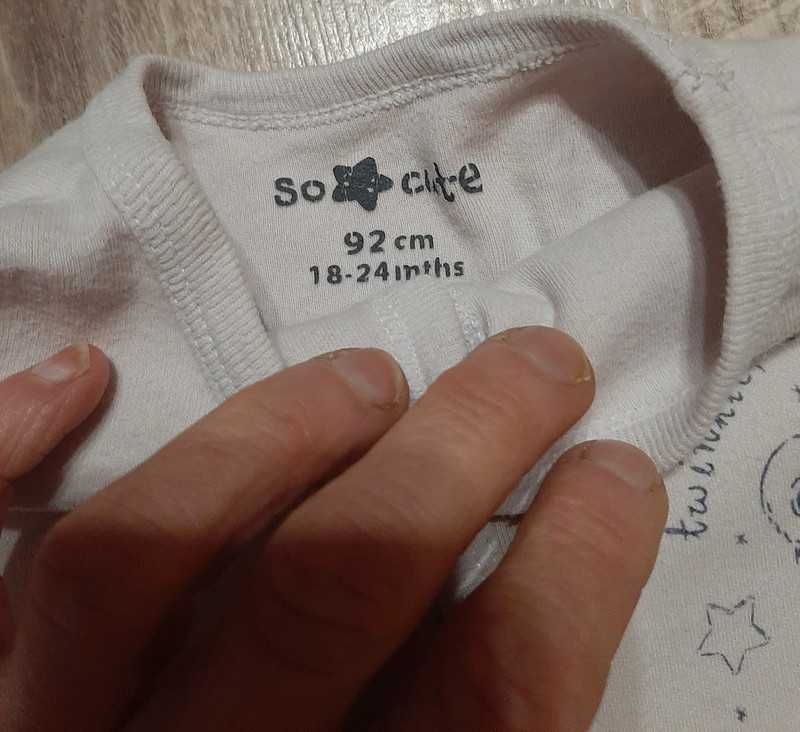 So cute
92 cm
18-24 mths